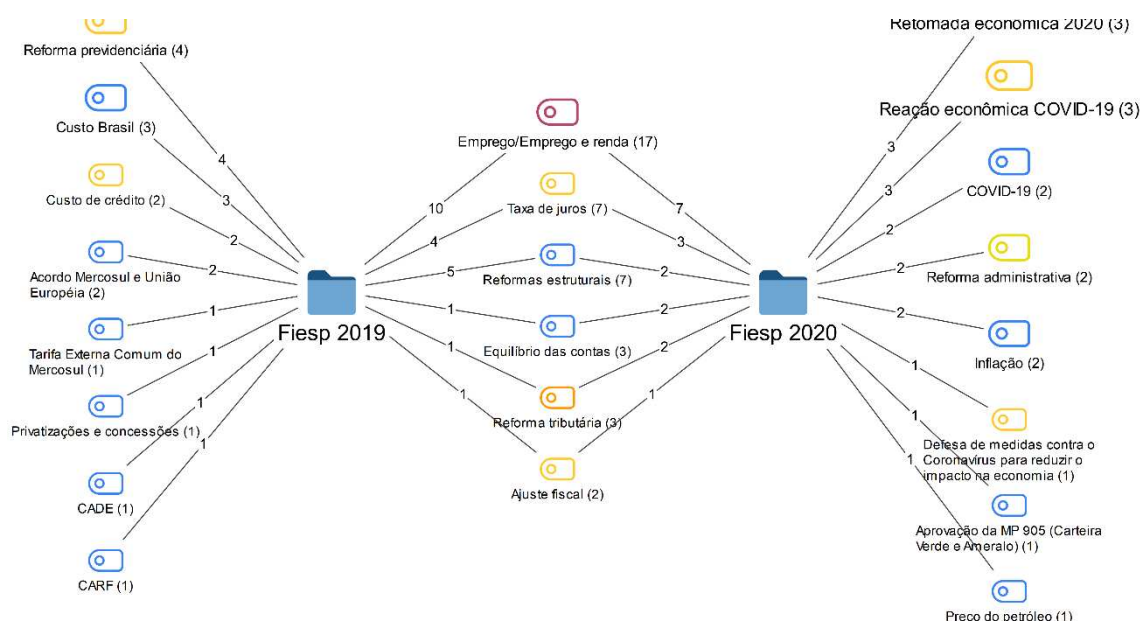 Reforma previdenciária (4)
4
Custo Brasil (3)
3
Custo de crédito (2)
2
Acordo Mercosul e União
Européia (2)
2
Tarifa Externa Comum do
Mercosul (1)
1
Privatizações e concessões (1)
1
CADE (1)
1
CARF (1)
1
Fiesp 2019
Emprego/Emprego e renda (17)
10
7
Taxa de juros (7)
4
3
Reformas estruturais (7)
5
2
Equilíbrio das contas (3)
1
2
Reforma tributária (3)
1
2
Ajuste fiscal (2)
1
1
Fiesp 2020
Retomada econômica 2020 (3)
3
Reação econômica COVID-19 (3)
3
COVID-19 (2)
2
Reforma administrativa (2)
2
Inflação (2)
2
Defesa de medidas contra o
Coronavírus para reduzir o
impacto na economia (1)
1
Aprovação da MP 905 (Carteira
Verde e Ameralo) (1)
1
Preço do petróleo (1)
1